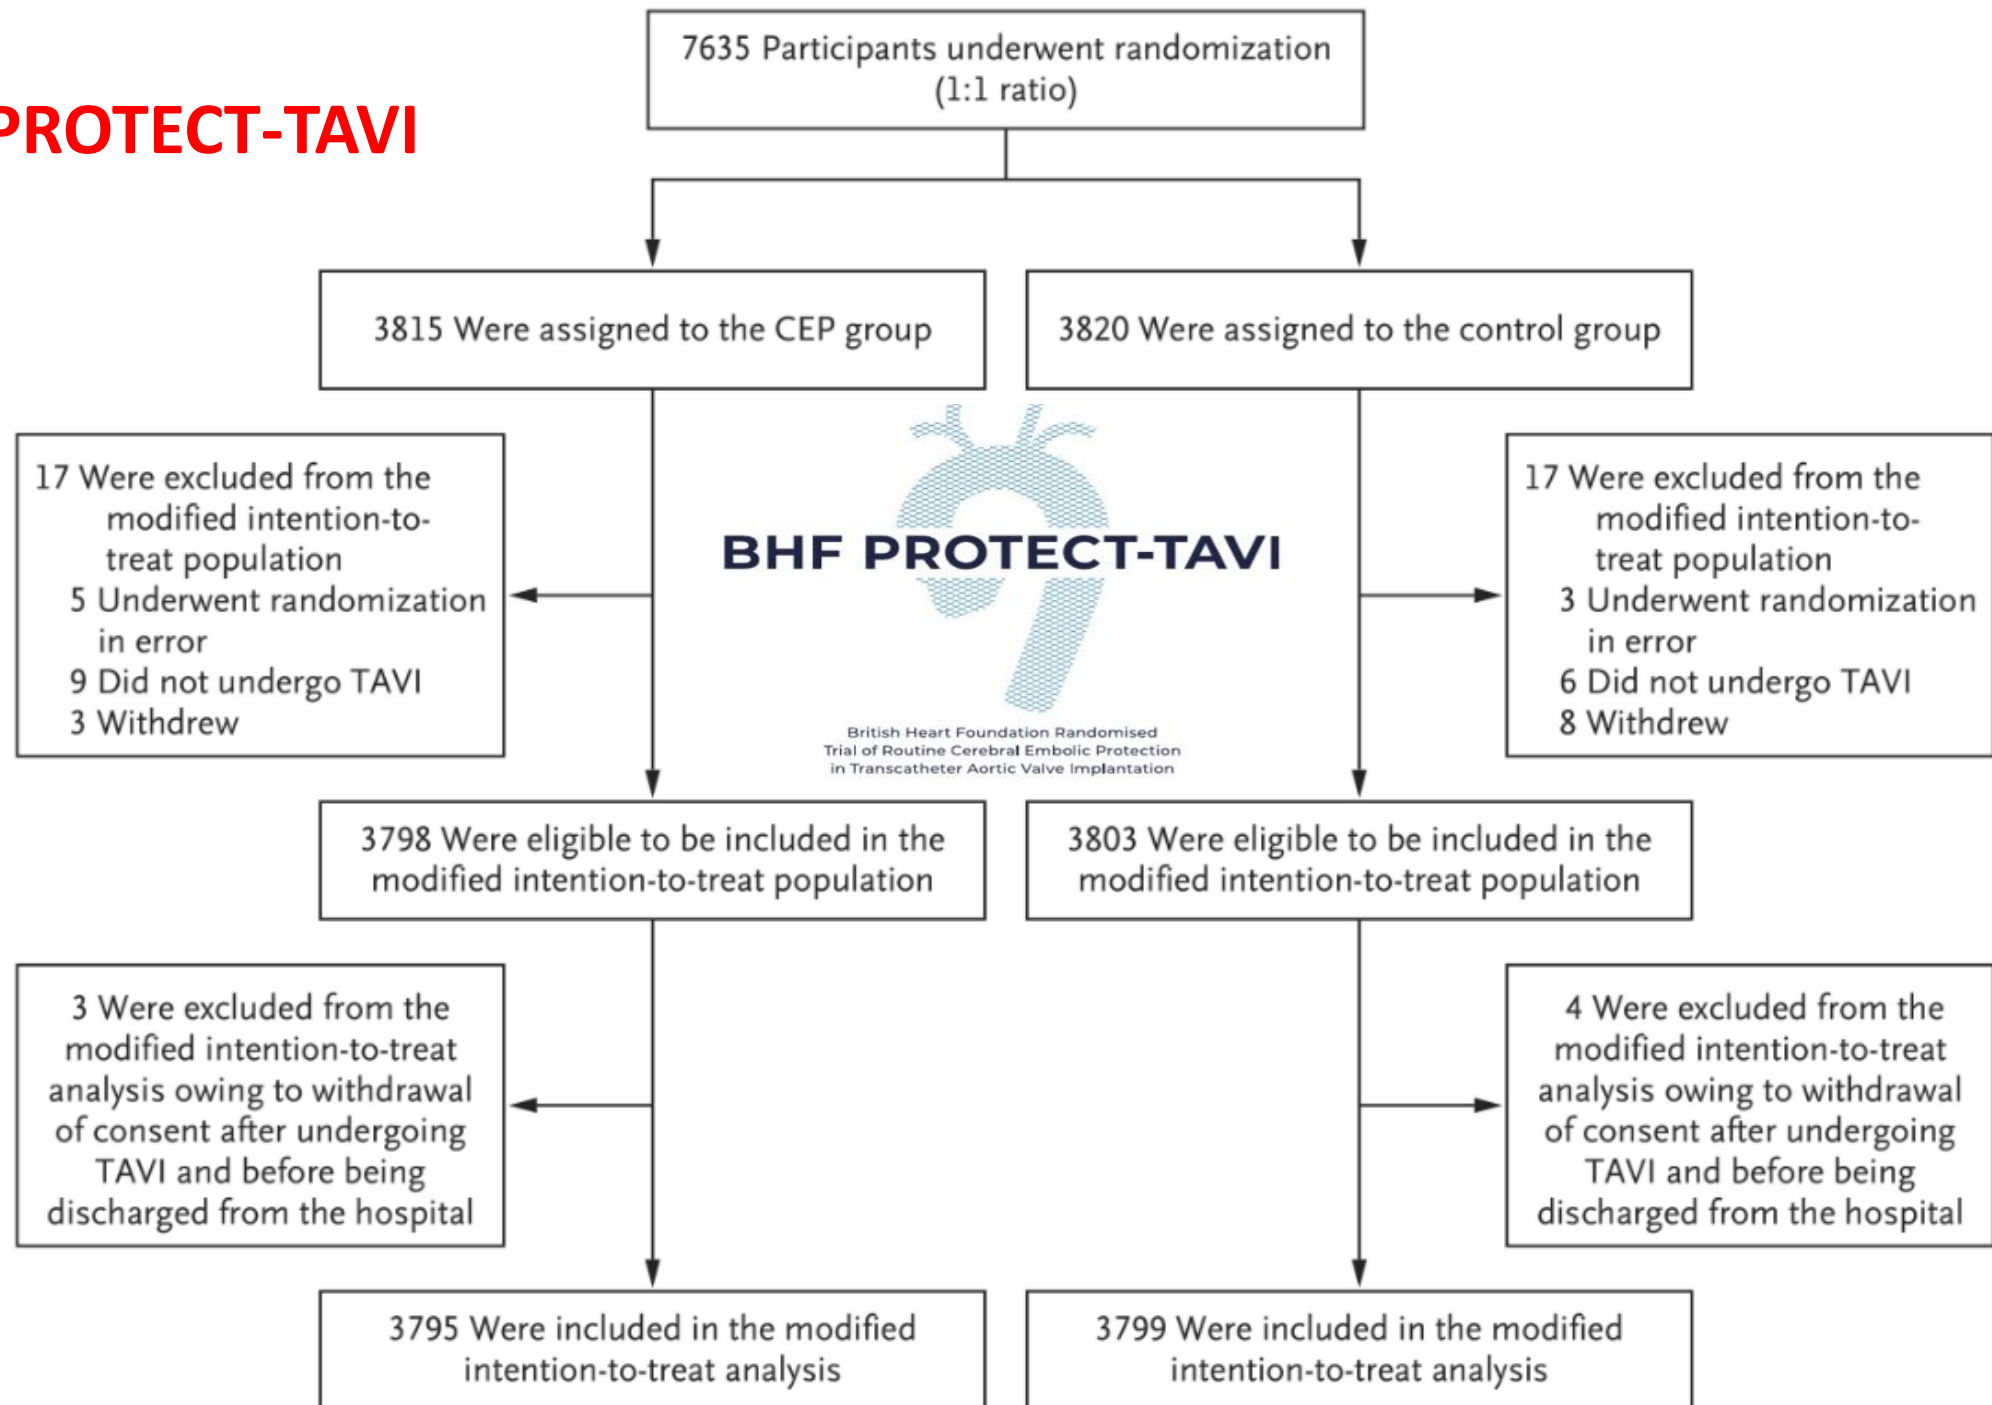 7635 Participants underwent randomization
(1:1 ratio)
PROTECT-TAVI
3815 Were assigned to the CEP group
3820 Were assigned to the control group
17 Were excluded from the
modified intention-to-
treat population
5 Underwent randomization
in error
9 Did not undergo TAVI
3 Withdrew
BHF PROTECT-TAVI
British Heart Foundation Randomised
Trial of Routine Cerebral Embolic Protection
in Transcatheter Aortic Valve Implantation
17 Were excluded from the
modified intention-to-
treat population
3 Underwent randomization
in error
6 Did not undergo TAVI
8 Withdrew
3798 Were eligible to be included in the
modified intention-to-treat population
3803 Were eligible to be included in the
modified intention-to-treat population
3 Were excluded from the
modified intention-to-treat
analysis owing to withdrawal
of consent after undergoing
TAVI and before being
discharged from the hospital
4 Were excluded from the
modified intention-to-treat
analysis owing to withdrawal
of consent after undergoing
TAVI and before being
discharged from the hospital
3795 Were included in the modified
intention-to-treat analysis
3799 Were included in the modified
intention-to-treat analysis